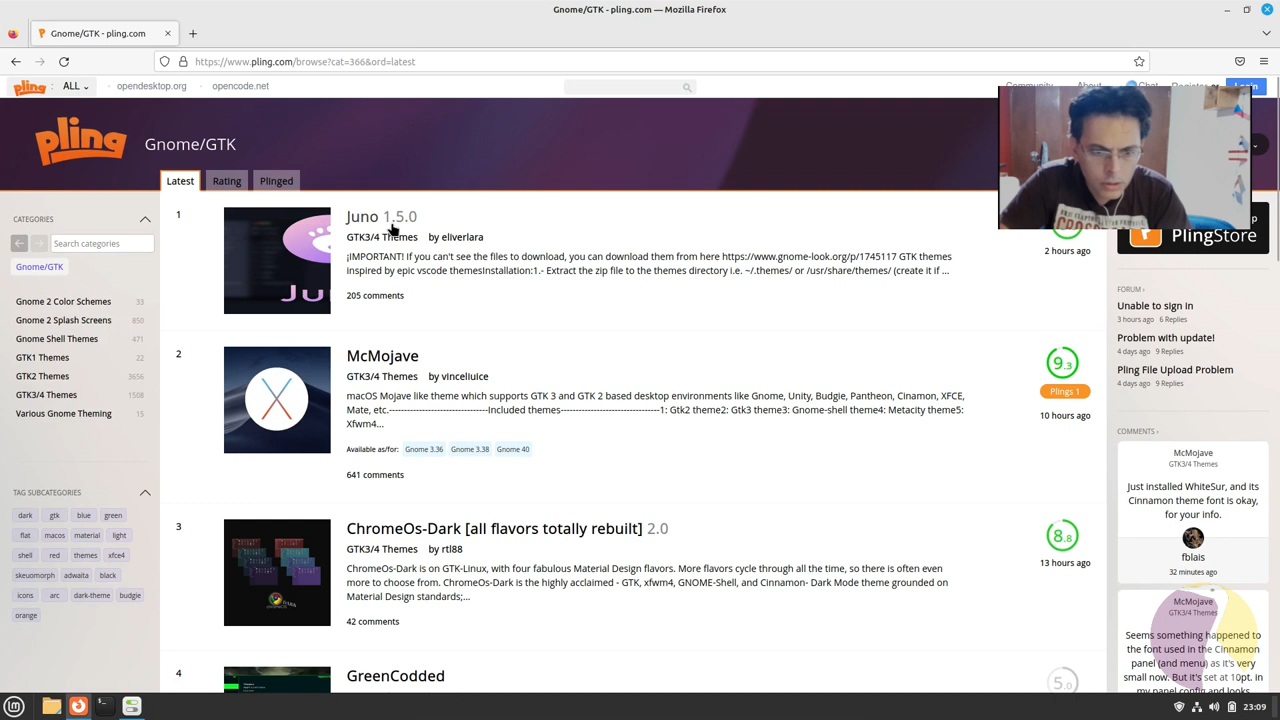 Gnome/GTK - pling.com — Mozilla Firefox
Gnome/GTK - pling.com
https://www.pling.com/browse?cat=366&ord=latest
pling
ALL
opendesktop.org
opencode.net
Community
About
Chat
Register or
Login
pling
Gnome/GTK
Latest
Rating
Plinged
CATEGORIES
Search categories
Gnome/GTK
Gnome 2 Color Schemes 33
Gnome 2 Splash Screens 850
Gnome Shell Themes 471
GTK1 Themes 22
GTK2 Themes 3656
GTK3/4 Themes 1508
Various Gnome Theming 15
TAG SUBCATEGORIES
dark gtk blue green
flat macos material light
shell red themes xfce4
skeuomorph adwaita black
icons arc dark-theme budgie
orange
1
Juno 1.5.0
GTK3/4 Themes by eliverlara
¡IMPORTANT! If you can't see the files to download, you can download them from here https://www.gnome-look.org/p/1745117 GTK themes
inspired by epic vscode themesInstallation:1.- Extract the zip file to the themes directory i.e. ~/.themes/ or /usr/share/themes/ (create it if ...
205 comments
2 hours ago
2
McMojave
GTK3/4 Themes by vinceliuice
macOS Mojave like theme which supports GTK 3 and GTK 2 based desktop environments like Gnome, Unity, Budgie, Pantheon, Cinamon, XFCE,
Mate, etc.-------------------------------Included themes-------------------------------1: Gtk2 theme2: Gtk3 theme3: Gnome-shell theme4: Metacity theme5:
Xfwm4...
Available as/for: Gnome 3.36 Gnome 3.38 Gnome 40
641 comments
9.3
Plings 1
10 hours ago
3
ChromeOs-Dark [all flavors totally rebuilt] 2.0
GTK3/4 Themes by rtl88
ChromeOs-Dark is on GTK-Linux, with four fabulous Material Design flavors. More flavors cycle through all the time, so there is often even
more to choose from. ChromeOs-Dark is the highly acclaimed - GTK, xfwm4, GNOME-Shell, and Cinnamon- Dark Mode theme grounded on
Material Design standards;...
42 comments
8.8
13 hours ago
4
GreenCodded
5.0
PlingStore
FORUM ›
Unable to sign in
3 hours ago 6 Replies
Problem with update!
4 days ago 9 Replies
Pling File Upload Problem
4 days ago 9 Replies
COMMENTS ›
McMojave
GTK3/4 Themes
Just installed WhiteSur, and its
Cinnamon theme font is okay,
for your info.
fblais
32 minutes ago
McMojave
GTK3/4 Themes
Seems something happened to
the font used in the Cinnamon
panel (and menu) as it's very
small now. But it's set at 10pt. in
my panel config and looks
23:09